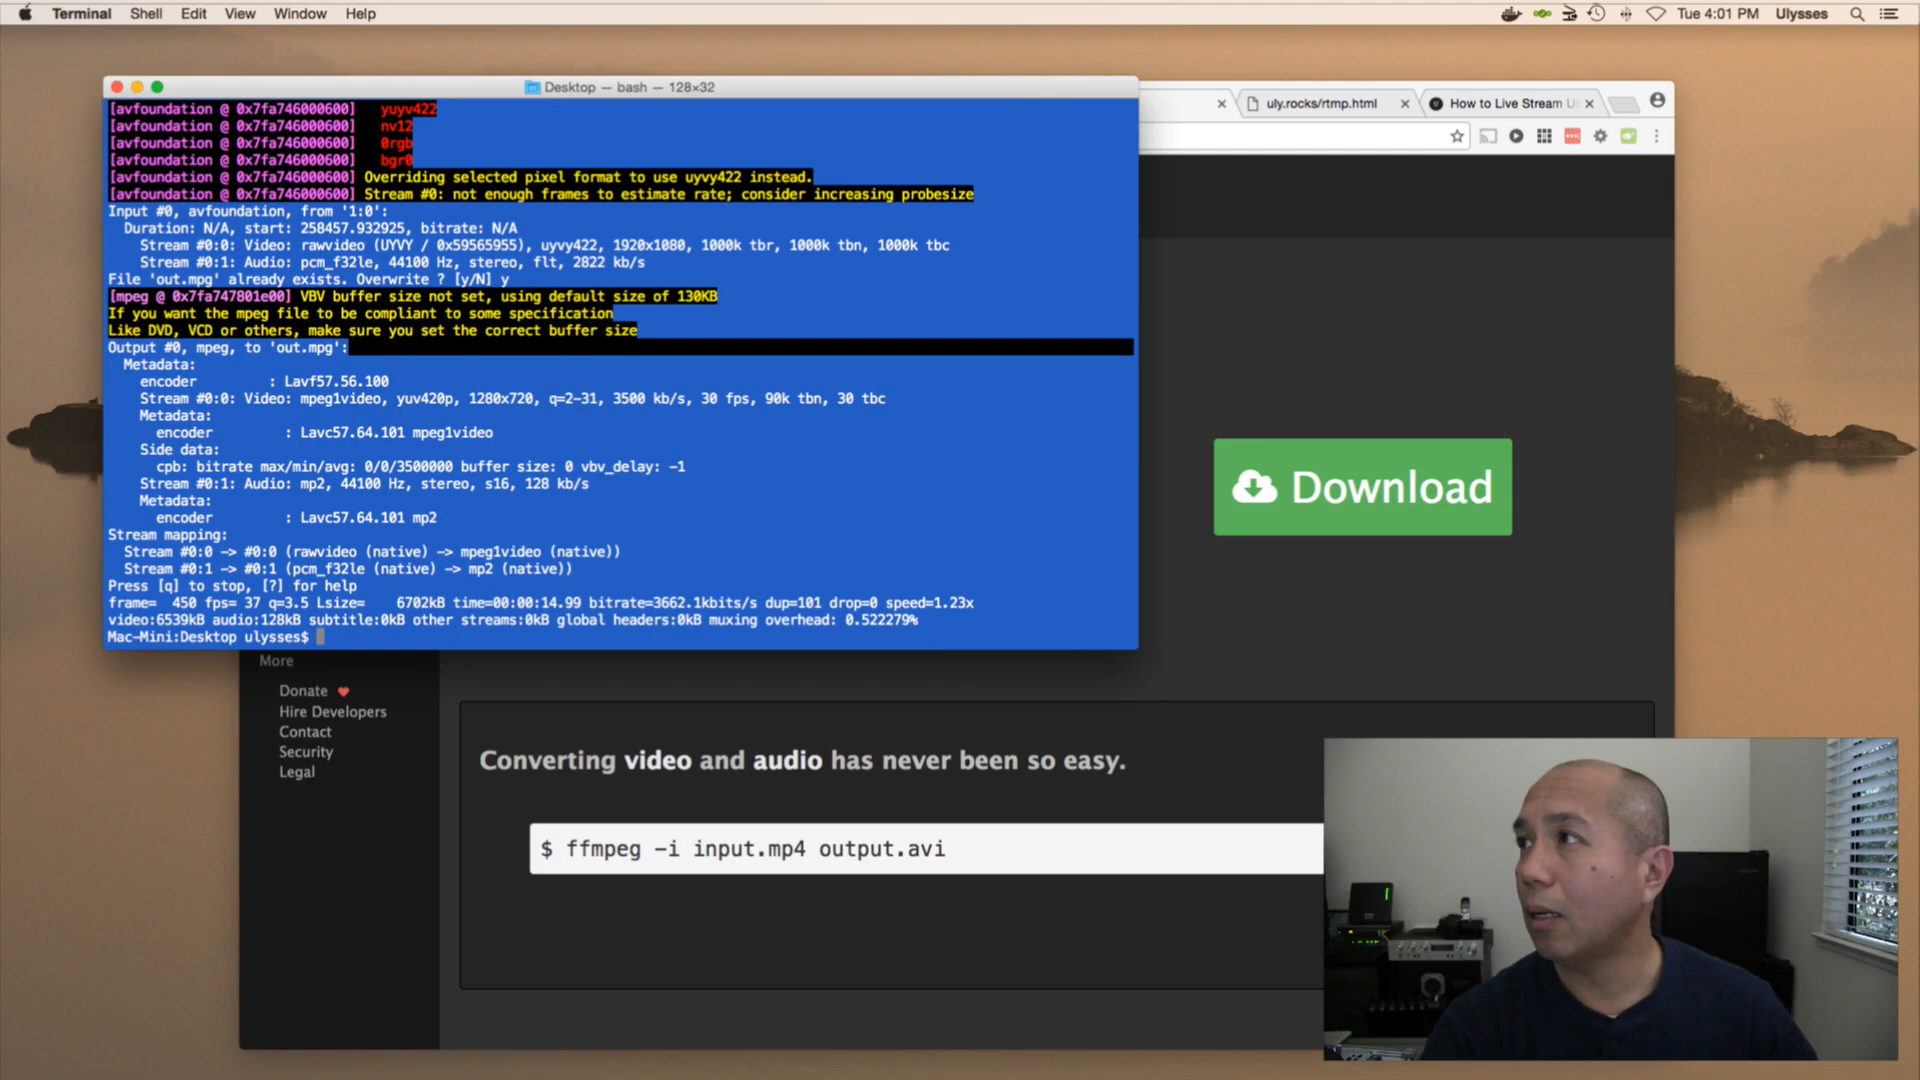 Terminal Shell Edit View Window Help
Tue 4:01 PM Ulysses
Desktop — bash — 128×32
uly.rocks/rtmp.html
How to Live Stream U
[avfoundation @ 0x7fa746000600]   yuyv422
[avfoundation @ 0x7fa746000600]   nv12
[avfoundation @ 0x7fa746000600]   0rgb
[avfoundation @ 0x7fa746000600]   bgr0
[avfoundation @ 0x7fa746000600] Overriding selected pixel format to use uyvy422 instead.
[avfoundation @ 0x7fa746000600] Stream #0: not enough frames to estimate rate; consider increasing probesize
Input #0, avfoundation, from '1:0':
  Duration: N/A, start: 258457.932925, bitrate: N/A
    Stream #0:0: Video: rawvideo (UYVY / 0x59565955), uyvy422, 1920x1080, 1000k tbr, 1000k tbn, 1000k tbc
    Stream #0:1: Audio: pcm_f32le, 44100 Hz, stereo, flt, 2822 kb/s
File 'out.mpg' already exists. Overwrite ? [y/N] y
[mpeg @ 0x7fa747801e00] VBV buffer size not set, using default size of 130KB
If you want the mpeg file to be compliant to some specification
Like DVD, VCD or others, make sure you set the correct buffer size
Output #0, mpeg, to 'out.mpg':
  Metadata:
    encoder         : Lavf57.56.100
    Stream #0:0: Video: mpeg1video, yuv420p, 1280x720, q=2-31, 3500 kb/s, 30 fps, 90k tbn, 30 tbc
    Metadata:
      encoder         : Lavc57.64.101 mpeg1video
    Side data:
      cpb: bitrate max/min/avg: 0/0/3500000 buffer size: 0 vbv_delay: -1
    Stream #0:1: Audio: mp2, 44100 Hz, stereo, s16, 128 kb/s
    Metadata:
      encoder         : Lavc57.64.101 mp2
Stream mapping:
  Stream #0:0 -> #0:0 (rawvideo (native) -> mpeg1video (native))
  Stream #0:1 -> #0:1 (pcm_f32le (native) -> mp2 (native))
Press [q] to stop, [?] for help
frame=  450 fps= 37 q=3.5 Lsize=    6702kB time=00:00:14.99 bitrate=3662.1kbits/s dup=101 drop=0 speed=1.23x
video:6539kB audio:128kB subtitle:0kB other streams:0kB global headers:0kB muxing overhead: 0.522279%
Mac-Mini:Desktop ulysses$
Download
More
Donate
Hire Developers
Contact
Security
Legal
Converting video and audio has never been so easy.
$ ffmpeg -i input.mp4 output.avi